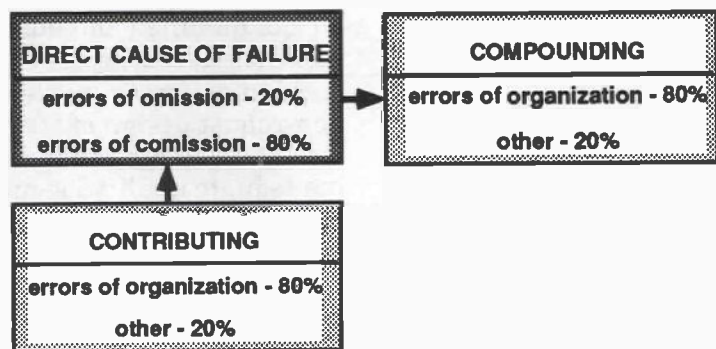 DIRECT CAUSE OF FAILURE
errors of omission - 20%
errors of comission - 80%
COMPOUNDING
errors of organization - 80%
other - 20%
CONTRIBUTING
errors of organization - 80%
other - 20%